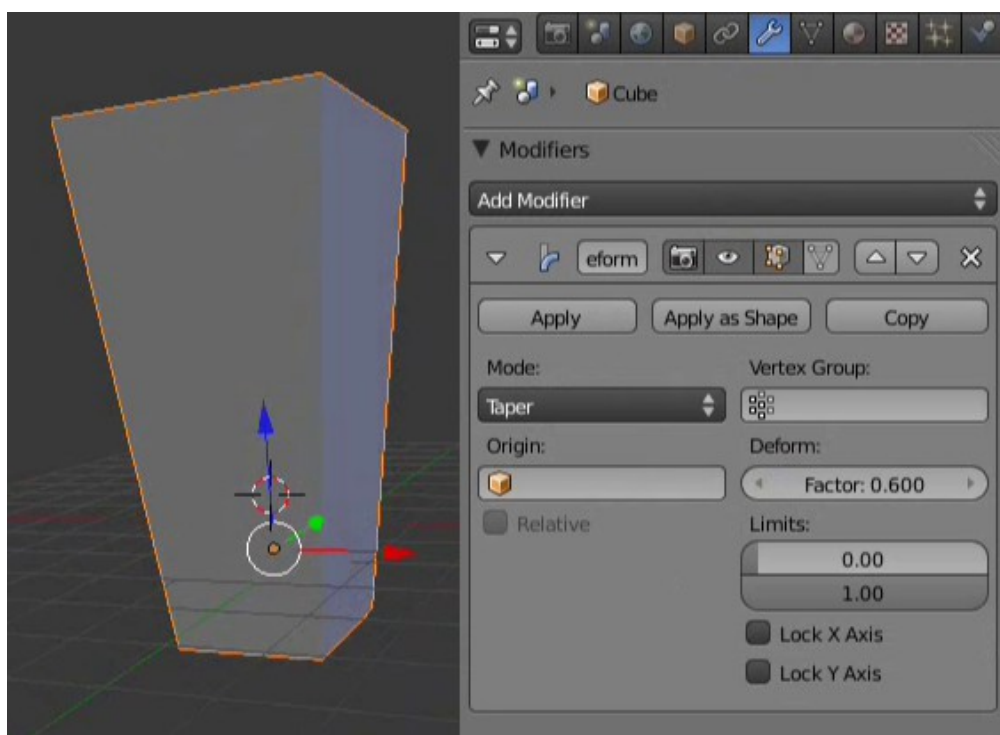 Cube
Modifiers
Add Modifier
eform
Apply
Apply as Shape
Copy
Mode:
Vertex Group:
Taper
Origin:
Deform:
Factor: 0.600
Relative
Limits:
0.00
1.00
Lock X Axis
Lock Y Axis